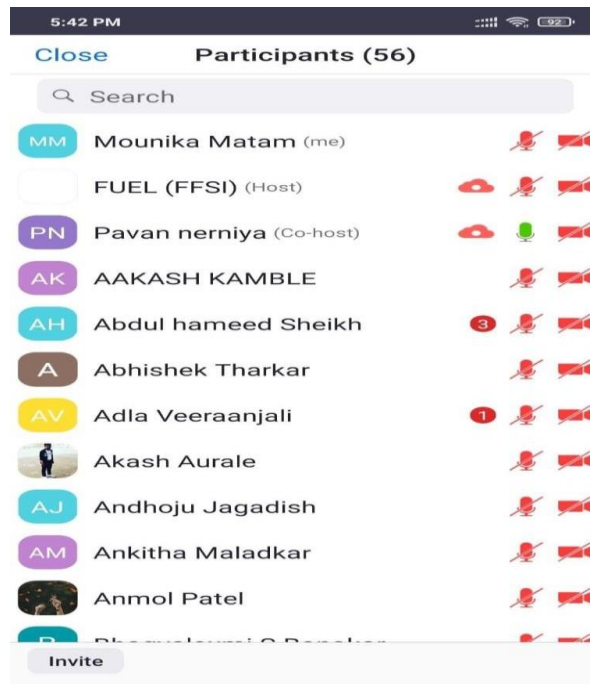 5:42 PM 92
Close Participants (56)
Search
MM Mounika Matam (me)
FUEL (FFSI) (Host)
PN Pavan nerniya (Co-host)
AK AAKASH KAMBLE
AH Abdul hameed Sheikh 3
A Abhishek Tharkar
AV Adla Veeraanjali 1
Akash Aurale
AJ Andhoju Jagadish
AM Ankitha Maladkar
Anmol Patel
Invite